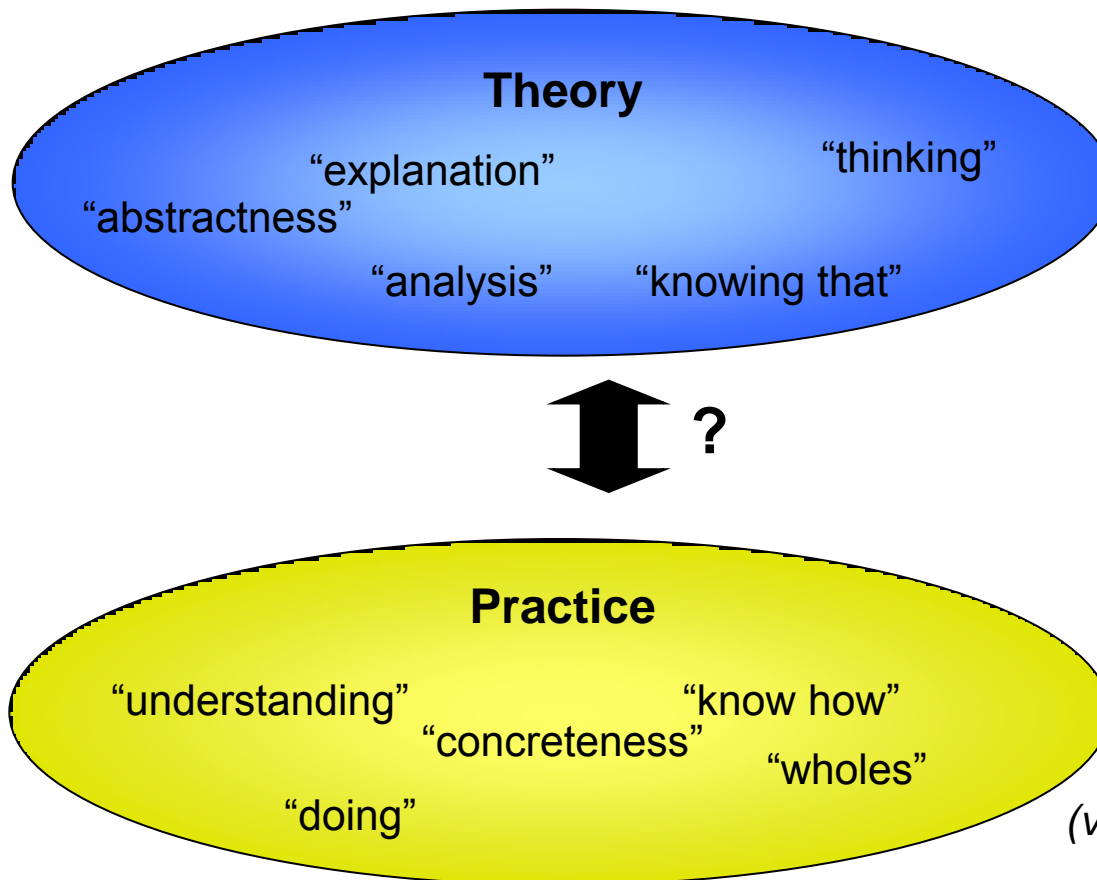 Theory
“explanation”
“thinking”
“abstractness”
“analysis” “knowing that”
?
Practice
“understanding” “know how”
“concreteness”
“wholes”
“doing”
(v